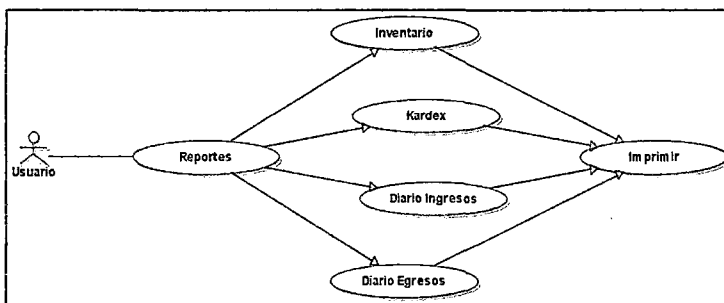 Inventario
Kardex
Usuario
Reportes
Imprimir
Diario Ingresos
Diario Egresos